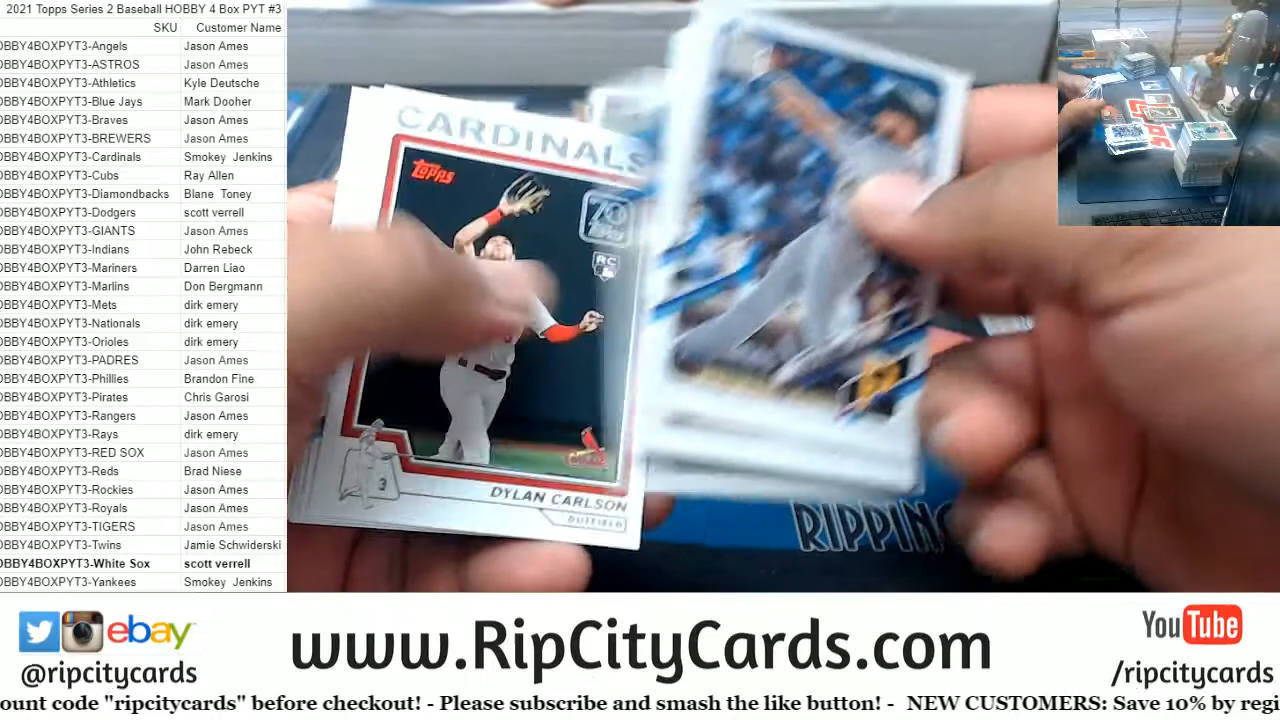 2021 Topps Series 2 Baseball HOBBY 4 Box PYT #3
SKU Customer Name
OBBY4BOXPYT3-Angels Jason Ames
OBBY4BOXPYT3-ASTROS Jason Ames
OBBY4BOXPYT3-Athletics Kyle Deutsche
OBBY4BOXPYT3-Blue Jays Mark Dooher
OBBY4BOXPYT3-Braves Jason Ames
OBBY4BOXPYT3-BREWERS Jason Ames
OBBY4BOXPYT3-Cardinals Smokey Jenkins
OBBY4BOXPYT3-Cubs Ray Allen
OBBY4BOXPYT3-Diamondbacks Blane Toney
OBBY4BOXPYT3-Dodgers scott verrell
OBBY4BOXPYT3-GIANTS Jason Ames
OBBY4BOXPYT3-Indians John Rebeck
OBBY4BOXPYT3-Mariners Darren Liao
OBBY4BOXPYT3-Marlins Don Bergmann
OBBY4BOXPYT3-Mets dirk emery
OBBY4BOXPYT3-Nationals dirk emery
OBBY4BOXPYT3-Orioles dirk emery
OBBY4BOXPYT3-PADRES Jason Ames
OBBY4BOXPYT3-Phillies Brandon Fine
OBBY4BOXPYT3-Pirates Chris Garosi
OBBY4BOXPYT3-Rangers Jason Ames
OBBY4BOXPYT3-Rays dirk emery
OBBY4BOXPYT3-RED SOX Jason Ames
OBBY4BOXPYT3-Reds Brad Niese
OBBY4BOXPYT3-Rockies Jason Ames
OBBY4BOXPYT3-Royals Jason Ames
OBBY4BOXPYT3-TIGERS Jason Ames
OBBY4BOXPYT3-Twins Jamie Schwiderski
OBBY4BOXPYT3-White Sox scott verrell
OBBY4BOXPYT3-Yankees Smokey Jenkins
CARDINALS
Topps
70
Topps
RC
3
DYLAN CARLSON
OUTFIELD
RIPPIN
ebay
@ripcitycards
www.RipCityCards.com
YouTube
/ripcitycards
ount code "ripcitycards" before checkout! - Please subscribe and smash the like button! - NEW CUSTOMERS: Save 10% by regi